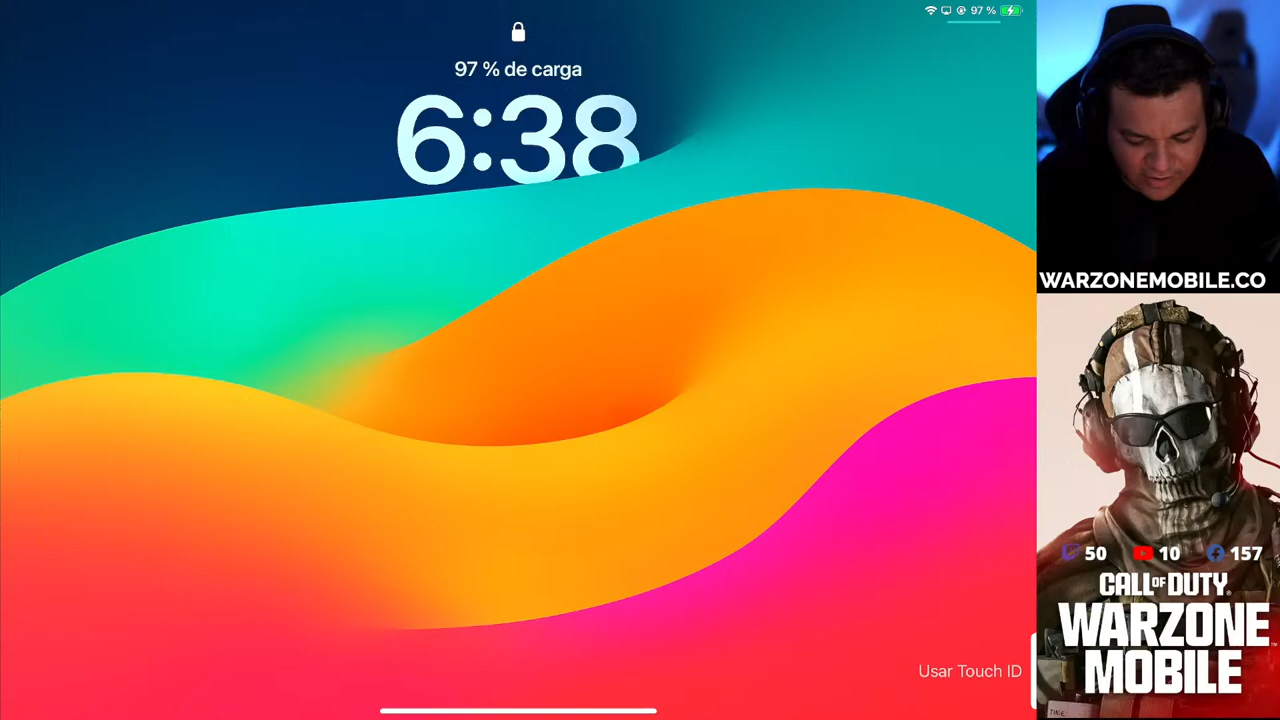 97 %
97 % de carga
6:38
Usar Touch ID
WARZONEMOBILE.CO
50 10 157
CALL OF DUTY
WARZONE
MOBILE